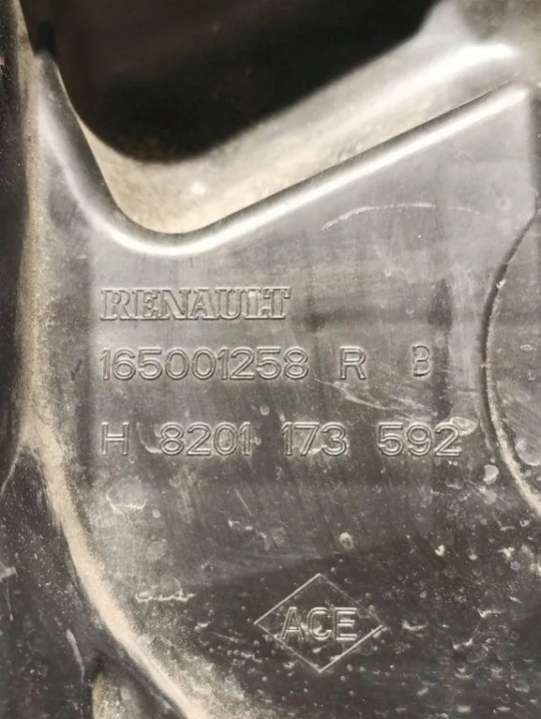 RENAULT
165001258 R B
H 8201 173 592
ACE